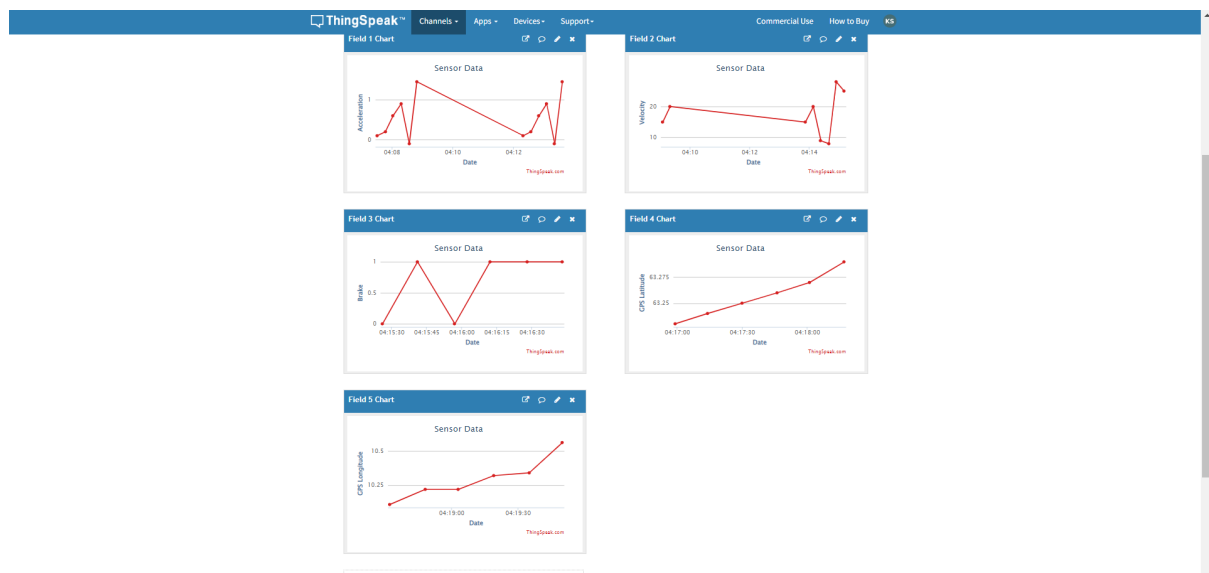 ThingSpeak™ Channels Apps Devices Support Commercial Use How to Buy KS
Field 1 Chart
Sensor Data
Acceleration
1
0
04:08 04:10 04:12
Date
ThingSpeak.com
Field 2 Chart
Sensor Data
Velocity
20
10
04:10 04:12 04:14
Date
ThingSpeak.com
Field 3 Chart
Sensor Data
Brake
1
0.5
0
04:15:30 04:15:45 04:16:00 04:16:15 04:16:30
Date
ThingSpeak.com
Field 4 Chart
Sensor Data
GPS Latitude
63.275
63.25
04:17:00 04:17:30 04:18:00
Date
ThingSpeak.com
Field 5 Chart
Sensor Data
GPS Longitude
10.5
10.25
04:19:00 04:19:30
Date
ThingSpeak.com